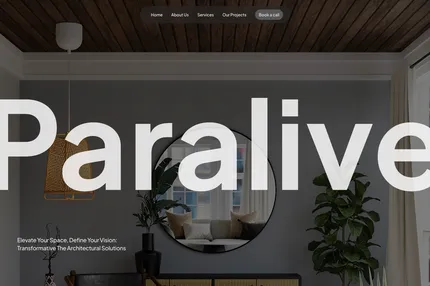 Home
About Us
Services
Our Projects
Book a call
Paralive
Elevate Your Space, Define Your Vision:
Transformative The Architectural Solutions